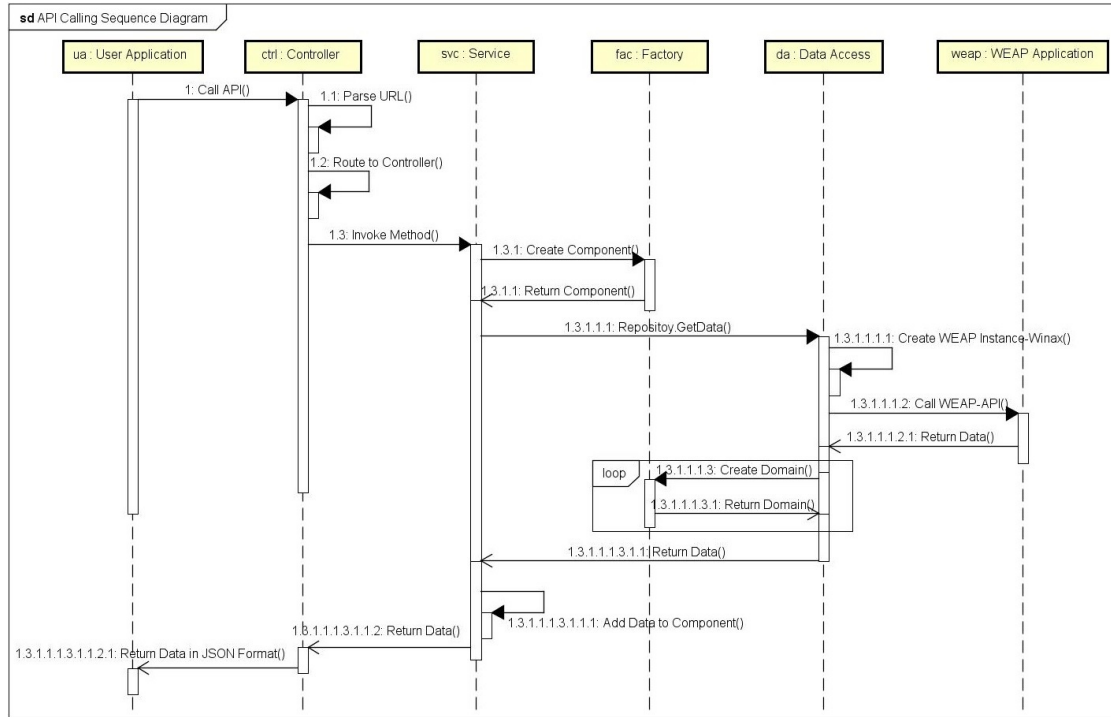 sd API Calling Sequence Diagram
ua : User Application
ctrl : Controller
svc : Service
fac : Factory
da : Data Access
weap : WEAP Application
1: Call API()
1.1: Parse URL()
1.2: Route to Controller()
1.3: Invoke Method()
1.3.1: Create Component()
1.3.1.1: Return Component()
1.3.1.1.1: Repositoy.GetData()
1.3.1.1.1.1: Create WEAP Instance-Winax()
1.3.1.1.1.2: Call WEAP-API()
1.3.1.1.1.2.1: Return Data()
loop
1.3.1.1.1.3: Create Domain()
1.3.1.1.1.3.1: Return Domain()
1.3.1.1.1.3.1.1: Return Data()
1.3.1.1.1.3.1.1.1: Add Data to Component()
1.3.1.1.1.3.1.1.2: Return Data()
1.3.1.1.1.3.1.1.2.1: Return Data in JSON Format()